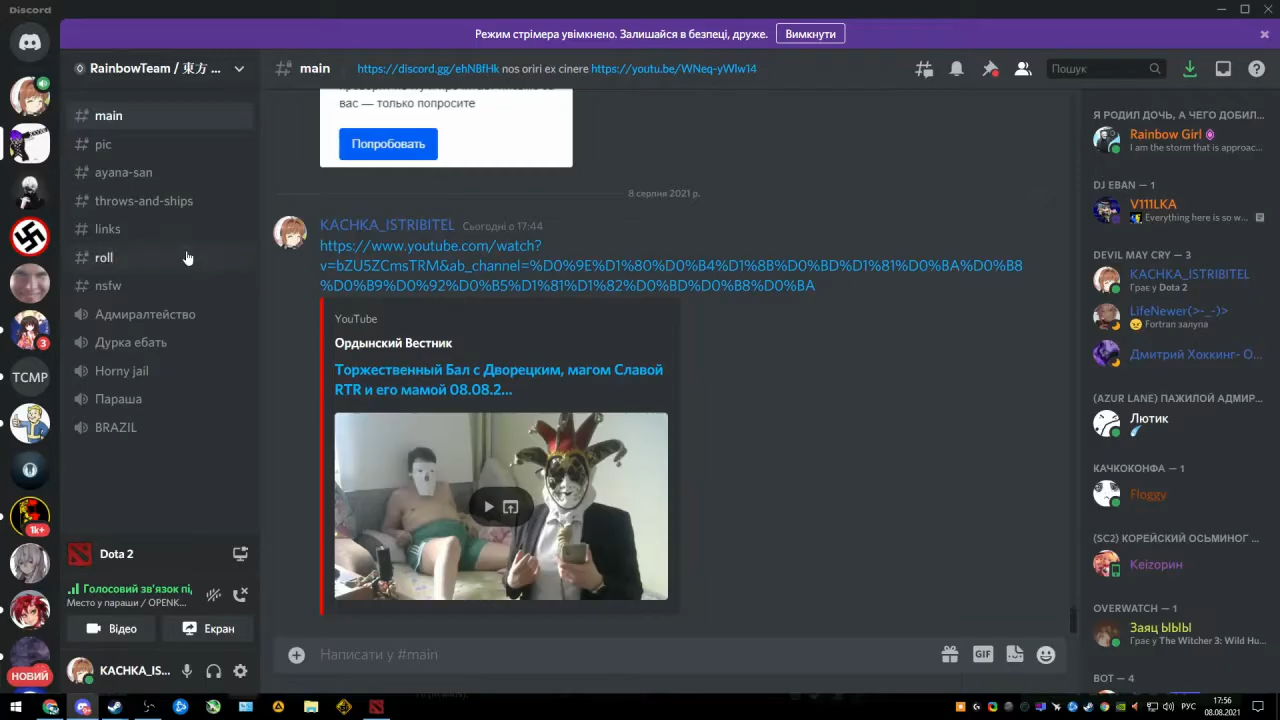 Discord
Режим стрімера увімкнено. Залишайся в безпеці, друже.
Вимкнути
RainbowTeam / 東方 ...
main
https://discord.gg/ehNBfHk nos oriri ex cinere https://youtu.be/WNeq-yWlw14
Пошук
main
pic
ayana-san
throws-and-ships
links
roll
nsfw
Адмиралтейство
Дурка ебать
Horny jail
Параша
BRAZIL
3
TCMP
1k+
НОВИЙ
Dota 2
Голосовий зв'язок пі,
Место у параши / OPENK...
Відео
Екран
KACHKA_IS...
вас — только попросите
Попробовать
8 серпня 2021 р.
KACHKA_ISTRIBITEL Сьогодні о 17:44
https://www.youtube.com/watch?
v=bZU5ZCmsTRM&ab_channel=%D0%9E%D1%80%D0%B4%D1%8B%D0%BD%D1%81%D0%BA%D0%B8
%D0%B9%D0%92%D0%B5%D1%81%D1%82%D0%BD%D0%B8%D0%BA
YouTube
Ордынский Вестник
Торжественный Бал с Дворецким, магом Славой
RTR и его мамой 08.08.2...
Написати у #main
GIF
Я РОДИЛ ДОЧЬ, А ЧЕГО ДОБИЛ...
Rainbow Girl
I am the storm that is approac...
DJ EBAN — 1
V111LKA
Everything here is so w...
DEVIL MAY CRY — 3
KACHKA_ISTRIBITEL
Грає у Dota 2
LifeNewer(>-_-)>
Fortran залупа
Дмитрий Хоккинг- О...
(AZUR LANE) ПАЖИЛОЙ АДМИР...
Лютик
КАЧКОКОНФА — 1
Floggy
(SC2) КОРЕЙСКИЙ ОСЬМИНОГ ...
Кеізорин
OVERWATCH — 1
Заяц ЫЫЫ
Грає у The Witcher 3: Wild Hu...
BOT — 4
РУС
17:56
08.08.2021